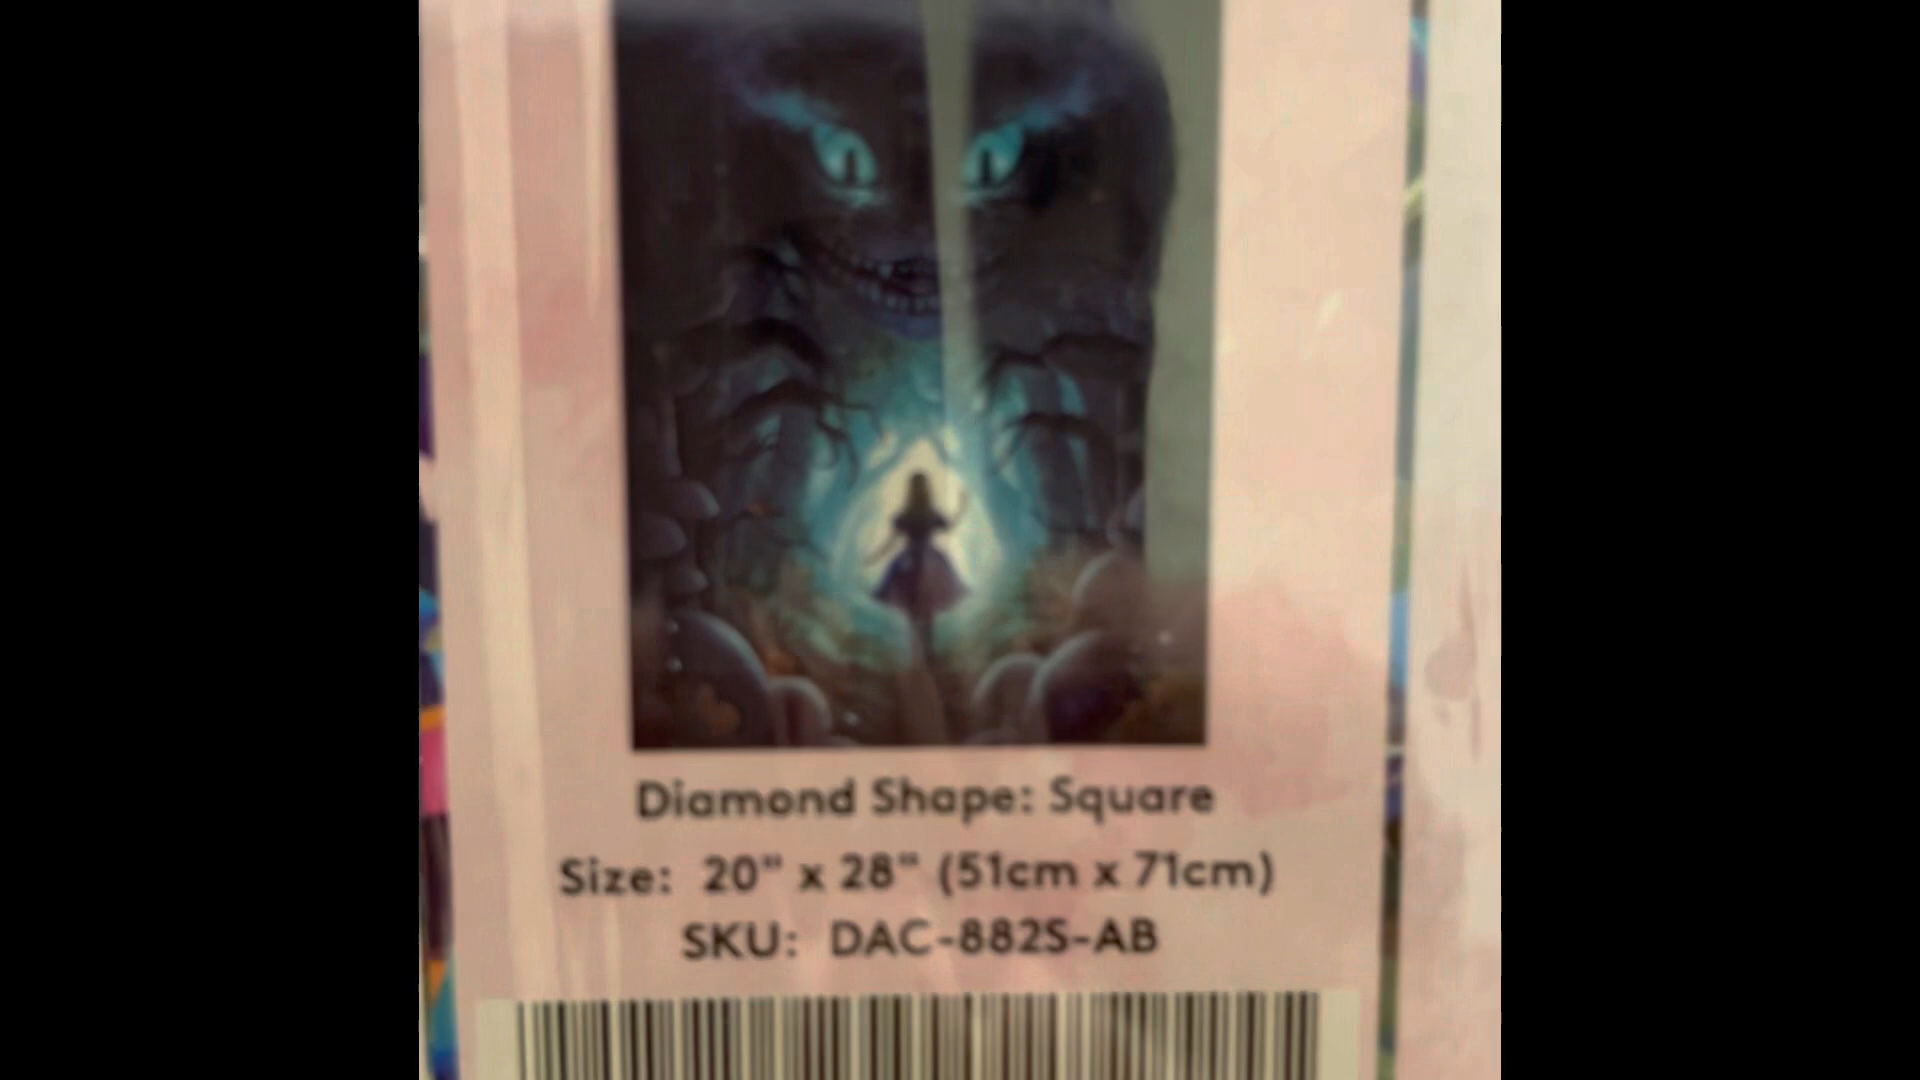 Diamond Shape: Square
Size: 20" x 28" (51cm x 71cm)
SKU: DAC-882S-AB